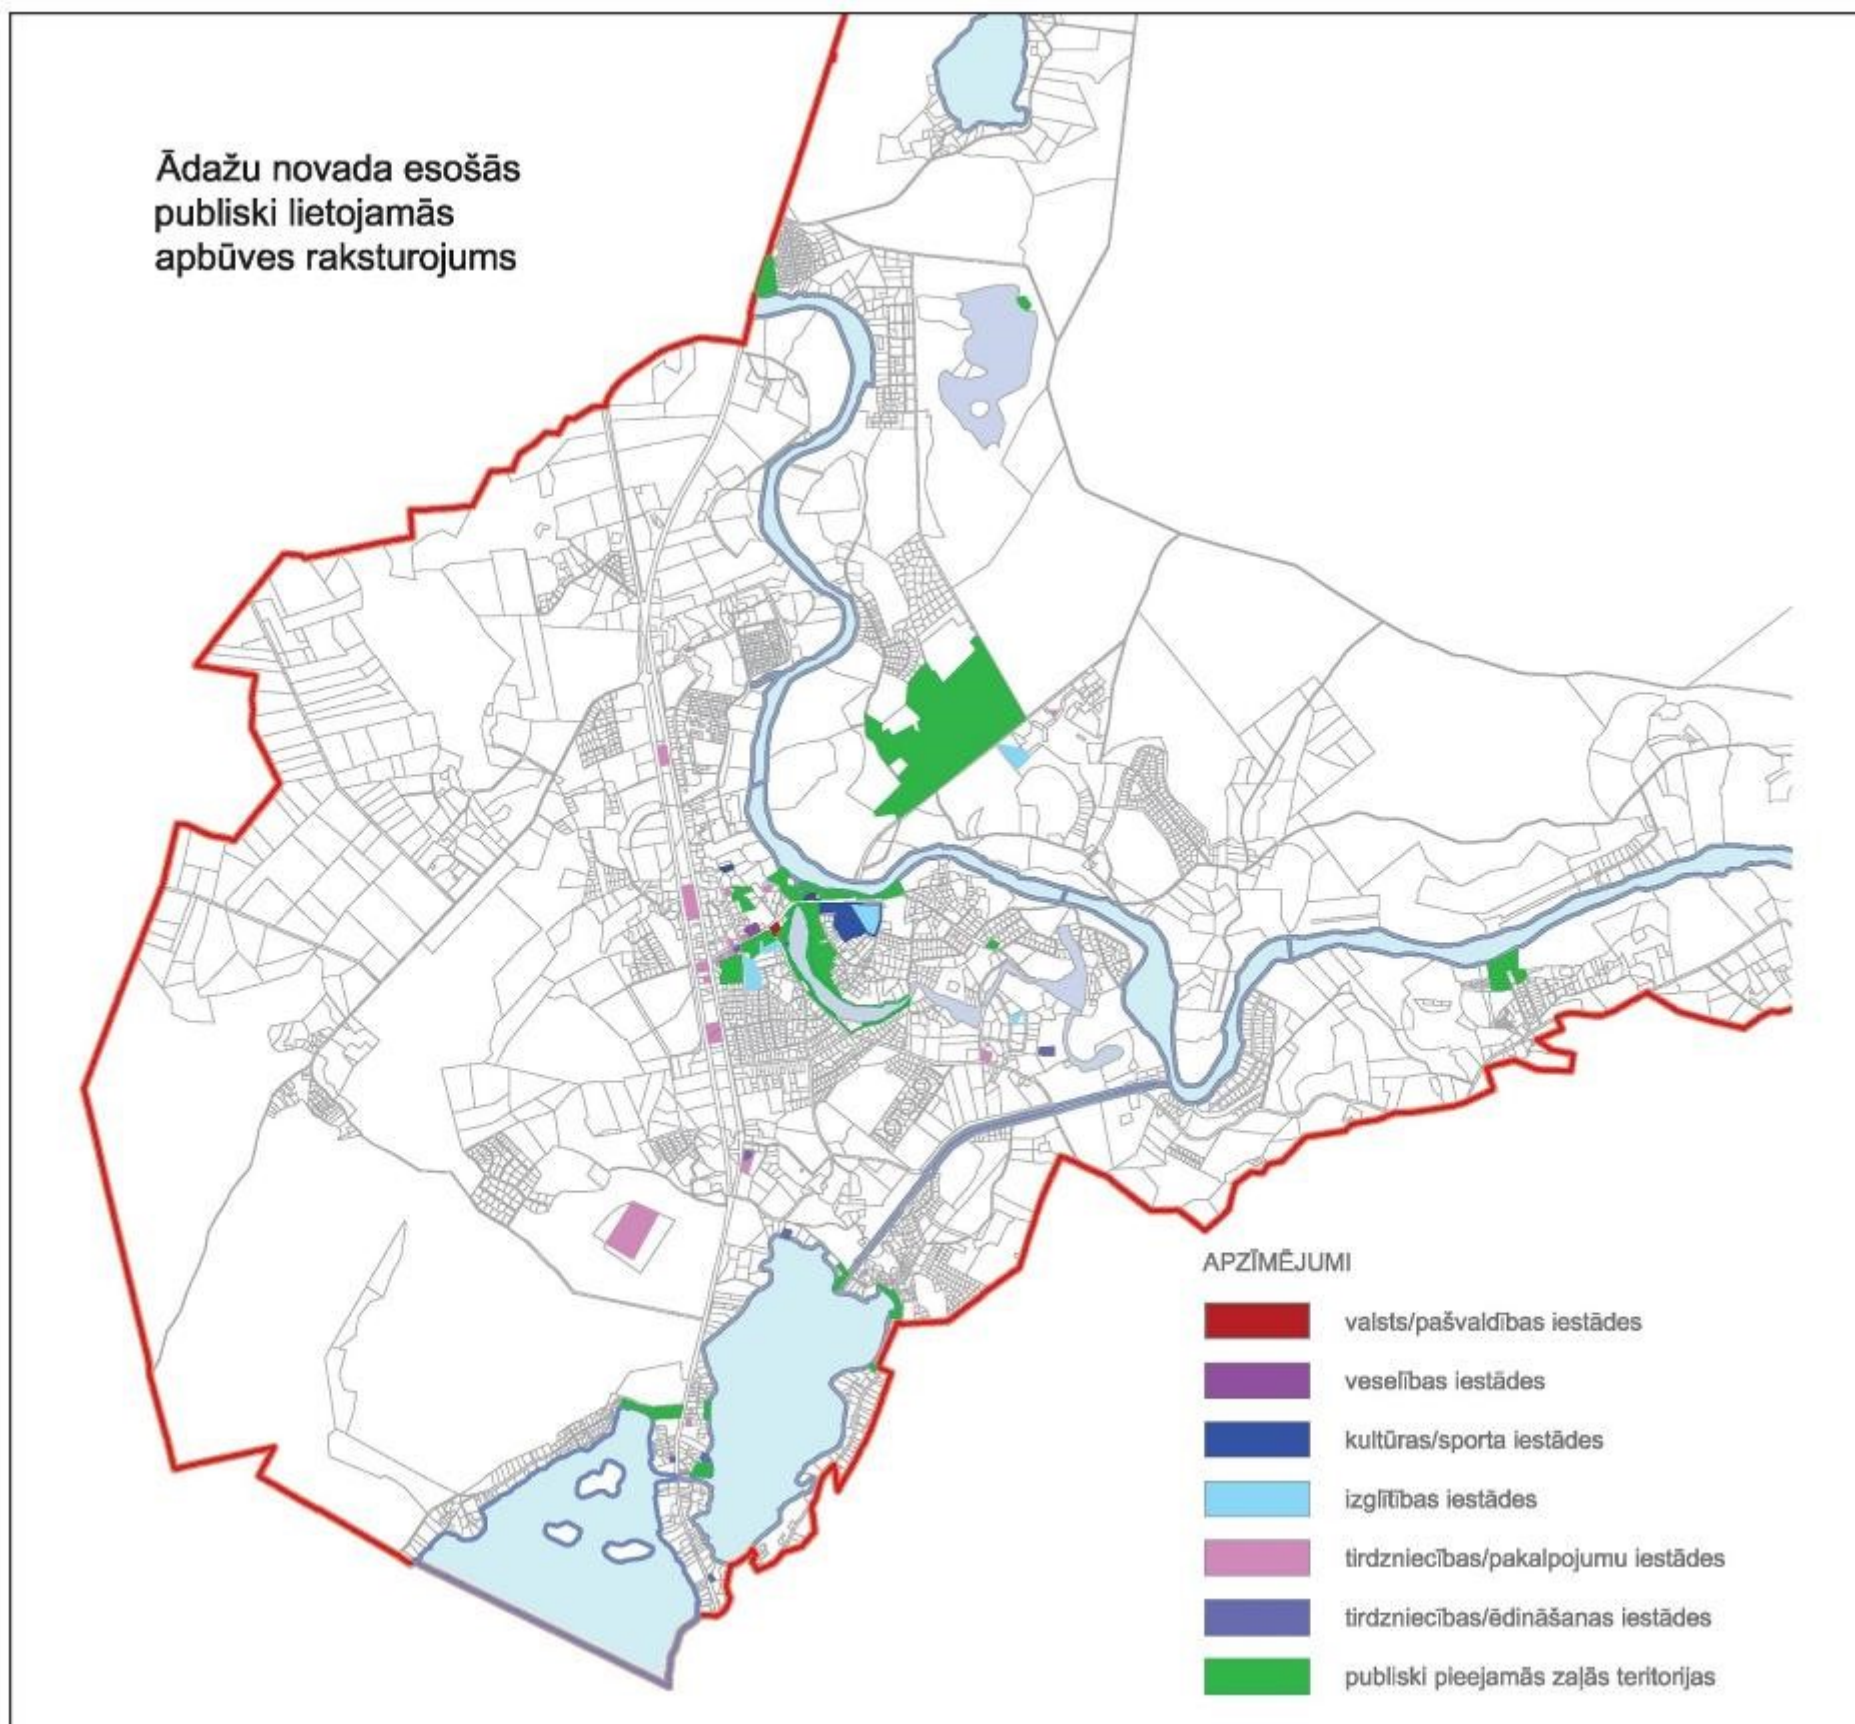 Ādažu novada esošās
publiski lietojamās
apbūves raksturojums
APZĪMĒJUMI
valsts/pašvaldības iestādes
veselības iestādes
kultūras/sporta iestādes
izglītības iestādes
tirdzniecības/pakalpojumu iestādes
tirdzniecības/ēdināšanas iestādes
publiski pieejamās zaļās teritorijas